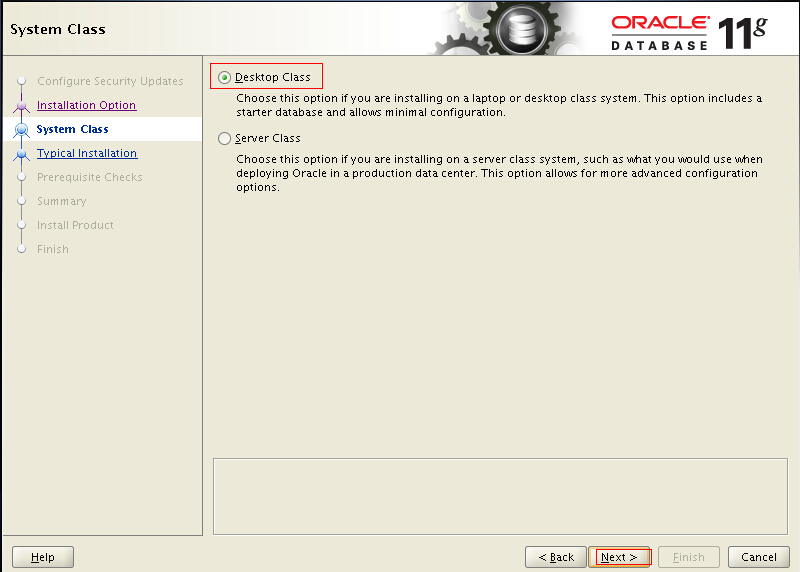 System Class
ORACLE
DATABASE 11g
Configure Security Updates
Installation Option
System Class
Typical Installation
Prerequisite Checks
Summary
Install Product
Finish
Desktop Class
Choose this option if you are installing on a laptop or desktop class system. This option includes a
starter database and allows minimal configuration.
Server Class
Choose this option if you are installing on a server class system, such as what you would use when
deploying Oracle in a production data center. This option allows for more advanced configuration
options.
Help
< Back
Next >
Finish
Cancel